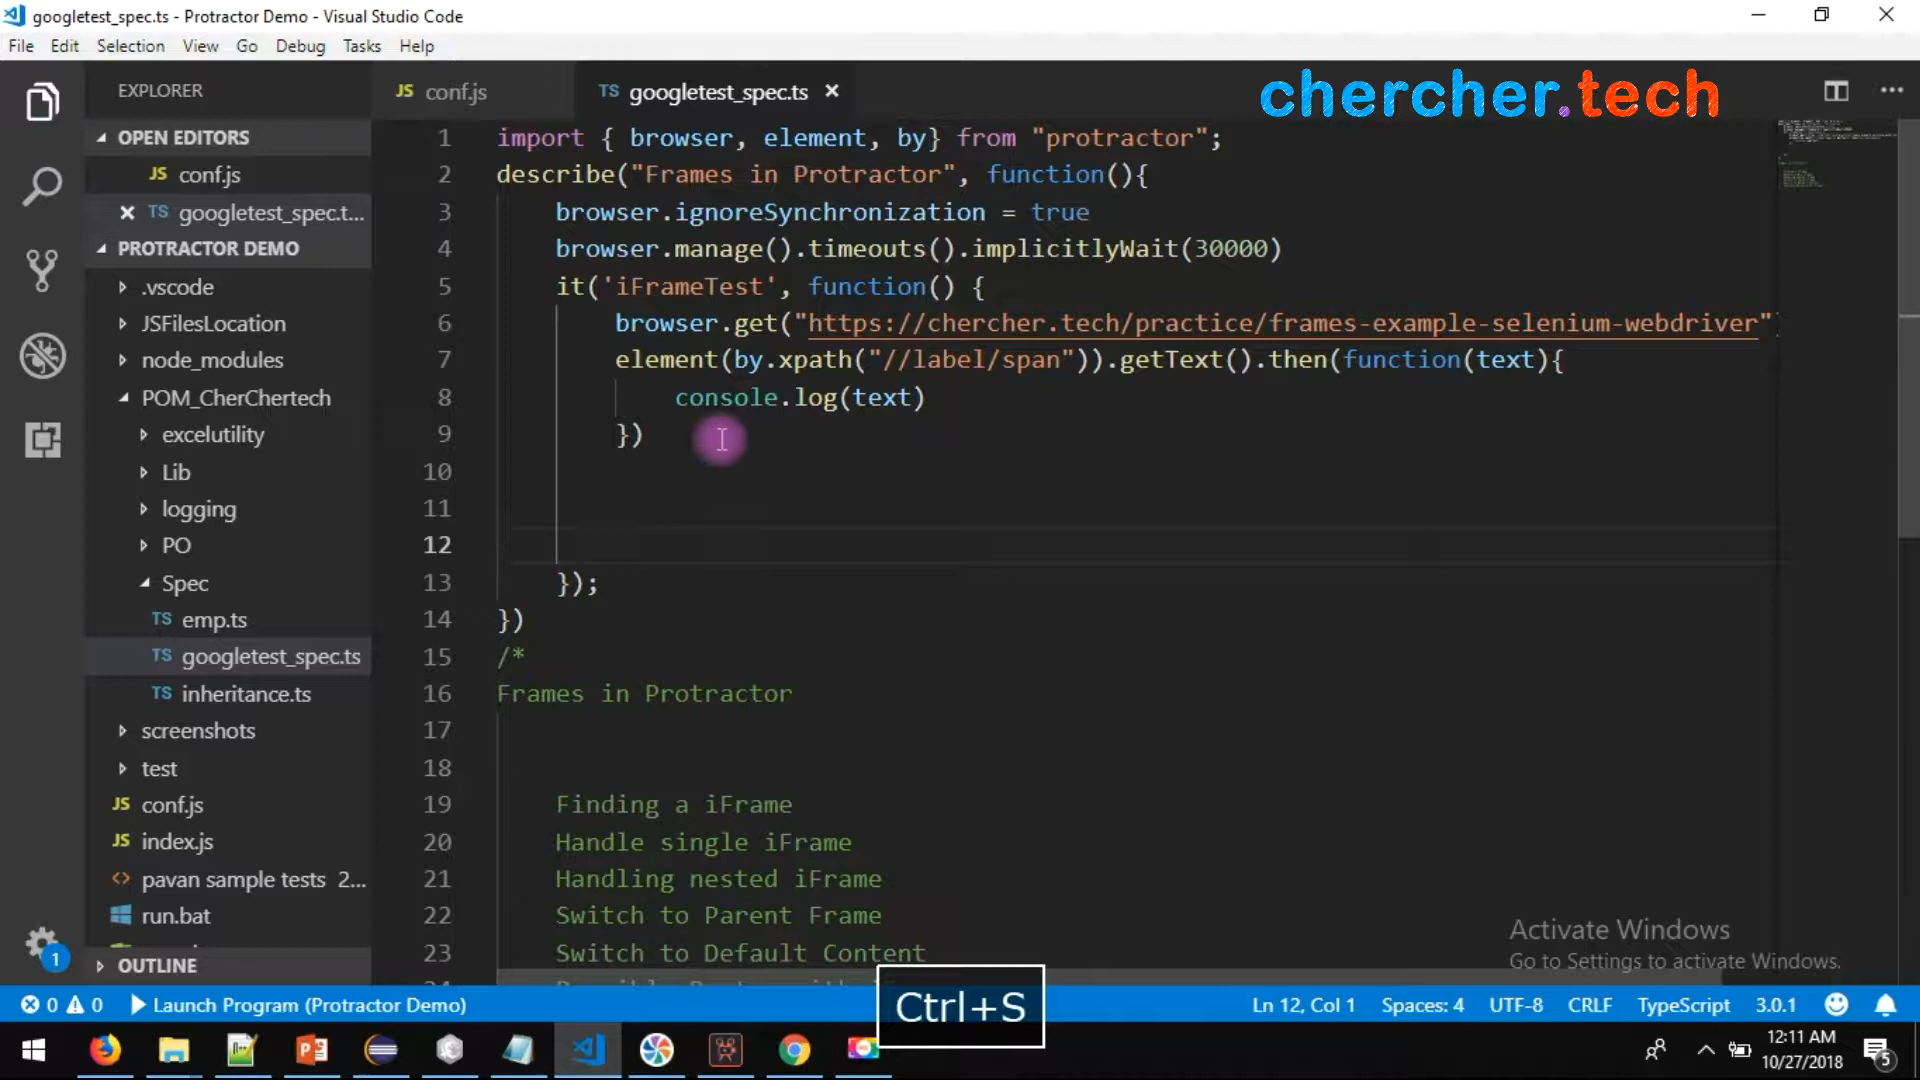 googletest_spec.ts - Protractor Demo - Visual Studio Code
File Edit Selection View Go Debug Tasks Help
EXPLORER
JS conf.js
TS googletest_spec.ts
chercher.tech
OPEN EDITORS
JS conf.js
TS googletest_spec.t...
PROTRACTOR DEMO
.vscode
JSFilesLocation
node_modules
POM_CherChertech
excelutility
Lib
logging
PO
Spec
TS emp.ts
TS googletest_spec.ts
TS inheritance.ts
screenshots
test
JS conf.js
JS index.js
<> pavan sample tests 2...
run.bat
OUTLINE
1 import { browser, element, by} from "protractor";
2 describe("Frames in Protractor", function(){
3 browser.ignoreSynchronization = true
4 browser.manage().timeouts().implicitlyWait(30000)
5 it('iFrameTest', function() {
6 browser.get("https://chercher.tech/practice/frames-example-selenium-webdriver"
7 element(by.xpath("//label/span")).getText().then(function(text){
8 console.log(text)
9 })
10
11
12
13 });
14 })
15 /*
16 Frames in Protractor
17
18
19 Finding a iFrame
20 Handle single iFrame
21 Handling nested iFrame
22 Switch to Parent Frame
23 Switch to Default Content
Activate Windows
Go to Settings to activate Windows.
Ctrl+S
1
0 0 Launch Program (Protractor Demo)
Ln 12, Col 1 Spaces: 4 UTF-8 CRLF TypeScript 3.0.1
12:11 AM
10/27/2018
5